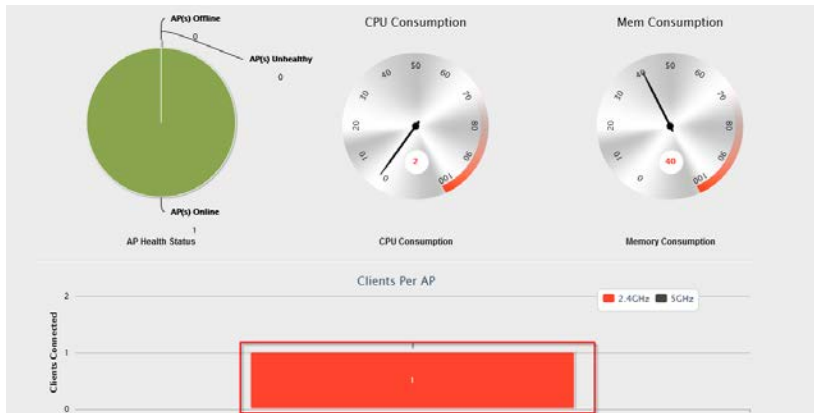 AP(s) Offline
0
AP(s) Unhealthy
0
AP(s) Online
1
AP Health Status
CPU Consumption
0
10
20
30
40
50
60
70
80
90
100
2
CPU Consumption
Mem Consumption
0
10
20
30
40
50
60
70
80
90
100
40
Memory Consumption
Clients Per AP
2.4GHz
5GHz
Clients Connected
2
1
0
1
1